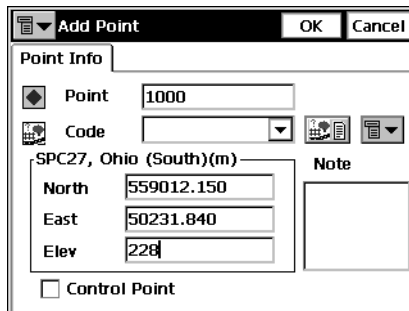 Add Point OK Cancel
Point Info
Point 1000
Code
SPC27, Ohio (South)(m) Note
North 559012.150
East 50231.840
Elev 228
Control Point